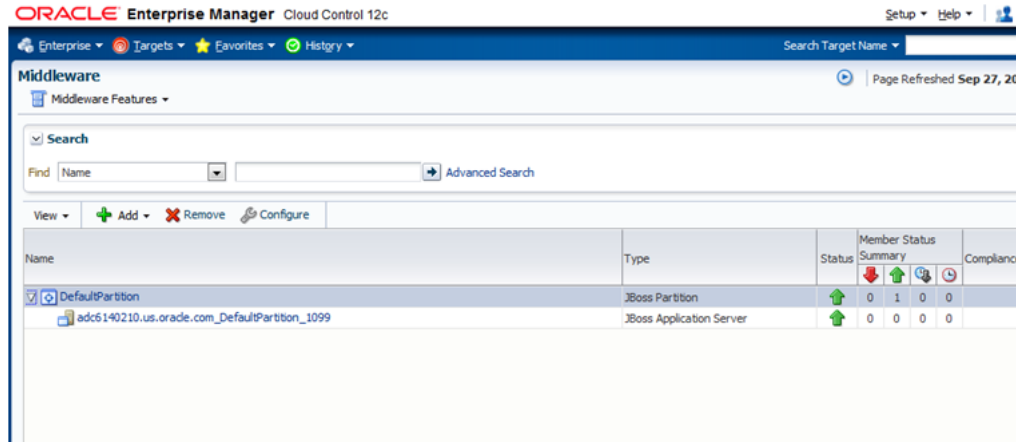 ORACLE Enterprise Manager Cloud Control 12c Setup Help
Enterprise Targets Favorites History Search Target Name
Middleware Page Refreshed Sep 27, 20
Middleware Features
Search
Find Name Advanced Search
View Add Remove Configure
Name Type Status Member Status Summary Complianc
DefaultPartition JBoss Partition 0 1 0 0
adc6140210.us.oracle.com_DefaultPartition_1099 JBoss Application Server 0 0 0 0